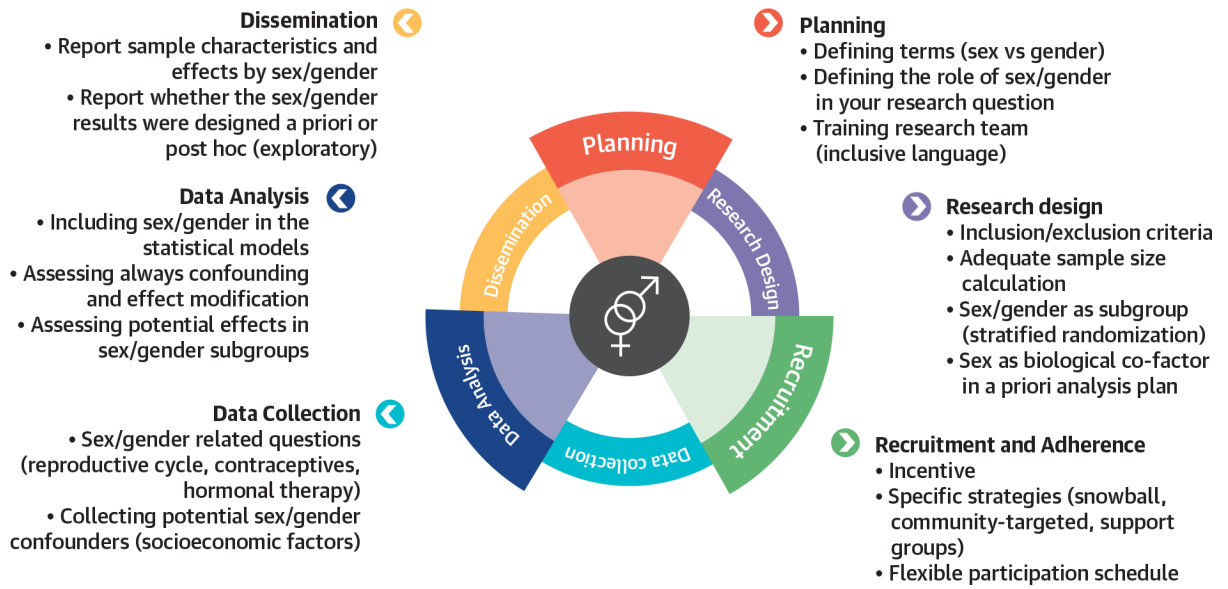 Dissemination
• Report sample characteristics and
effects by sex/gender
• Report whether the sex/gender
results were designed a priori or
post hoc (exploratory)
Data Analysis
• Including sex/gender in the
statistical models
• Assessing always confounding
and effect modification
• Assessing potential effects in
sex/gender subgroups
Data Collection
• Sex/gender related questions
(reproductive cycle, contraceptives,
hormonal therapy)
• Collecting potential sex/gender
confounders (socioeconomic factors)
Planning
Research Design
Recruitment
Data collection
Data Analysis
Dissemination
Planning
• Defining terms (sex vs gender)
• Defining the role of sex/gender
in your research question
• Training research team
(inclusive language)
Research design
• Inclusion/exclusion criteria
• Adequate sample size
calculation
• Sex/gender as subgroup
(stratified randomization)
• Sex as biological co-factor
in a priori analysis plan
Recruitment and Adherence
• Incentive
• Specific strategies (snowball,
community-targeted, support
groups)
• Flexible participation schedule